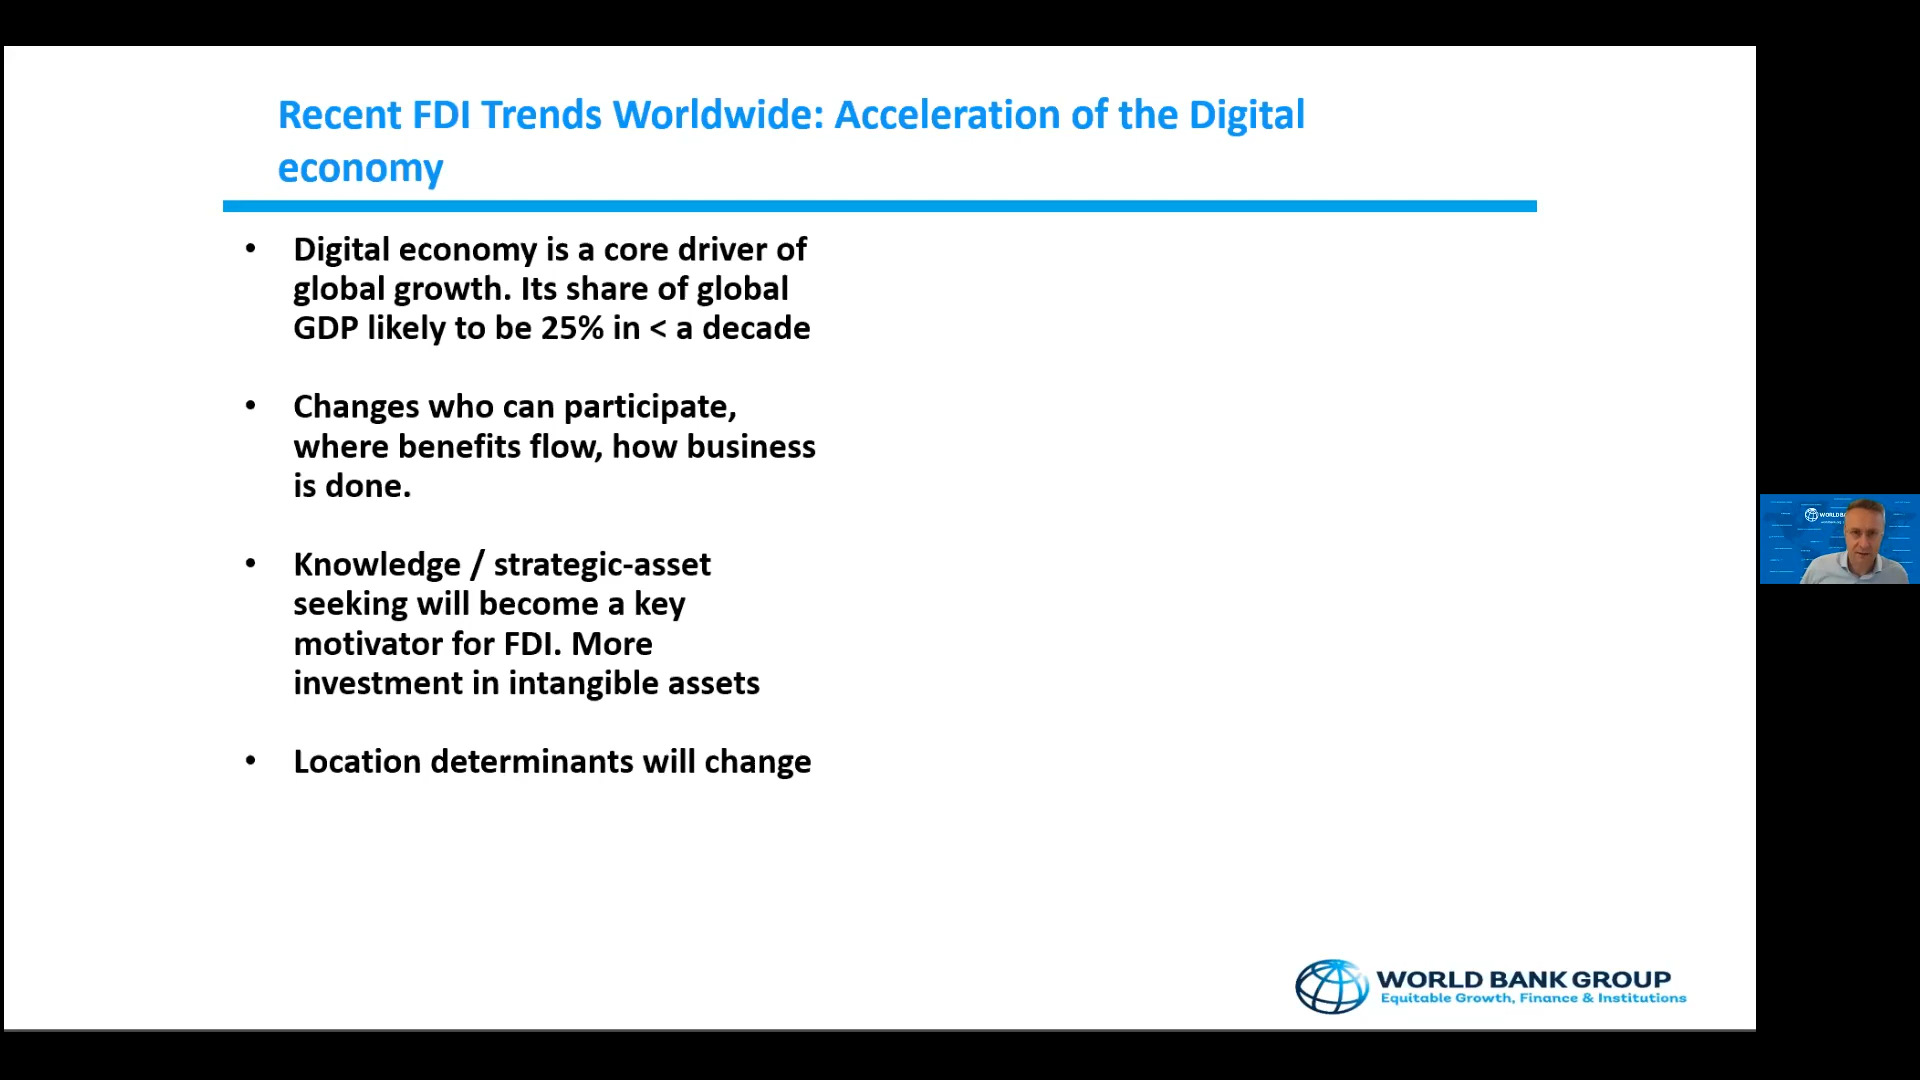 Recent FDI Trends Worldwide: Acceleration of the Digital
economy
• Digital economy is a core driver of
global growth. Its share of global
GDP likely to be 25% in < a decade
• Changes who can participate,
where benefits flow, how business
is done.
• Knowledge / strategic-asset
seeking will become a key
motivator for FDI. More
investment in intangible assets
• Location determinants will change
WORLD BANK GROUP
Equitable Growth, Finance & Institutions